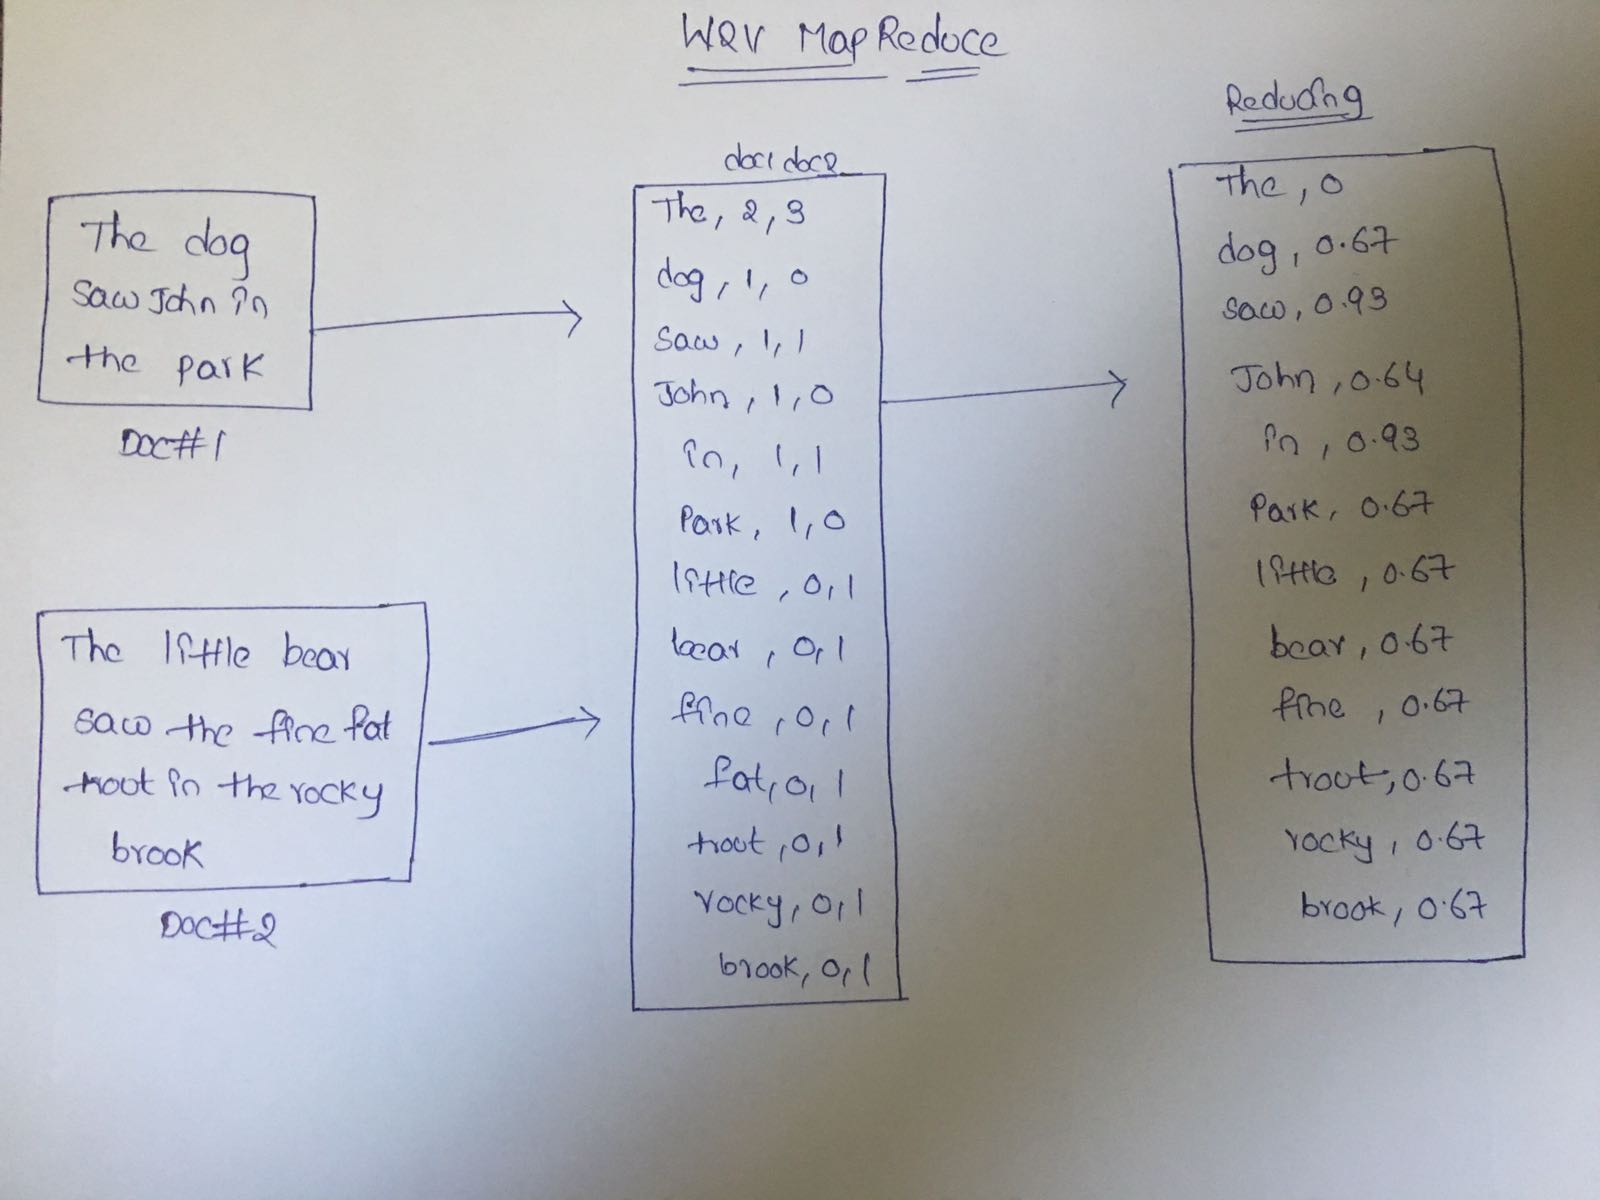 WQV MapReduce
The dog
saw John in
the park
Doc#1
The little bear
saw the fine fat
trout in the rocky
brook
Doc#2
doc1 doc2
The, 2, 3
dog, 1, 0
saw, 1, 1
John, 1, 0
in, 1, 1
Park, 1, 0
little, 0, 1
bear, 0, 1
fine, 0, 1
fat, 0, 1
trout, 0, 1
rocky, 0, 1
brook, 0, 1
Reducing
The, 0
dog, 0.67
saw, 0.93
John, 0.64
in, 0.93
Park, 0.67
little, 0.67
bear, 0.67
fine, 0.67
trout, 0.67
rocky, 0.67
brook, 0.67